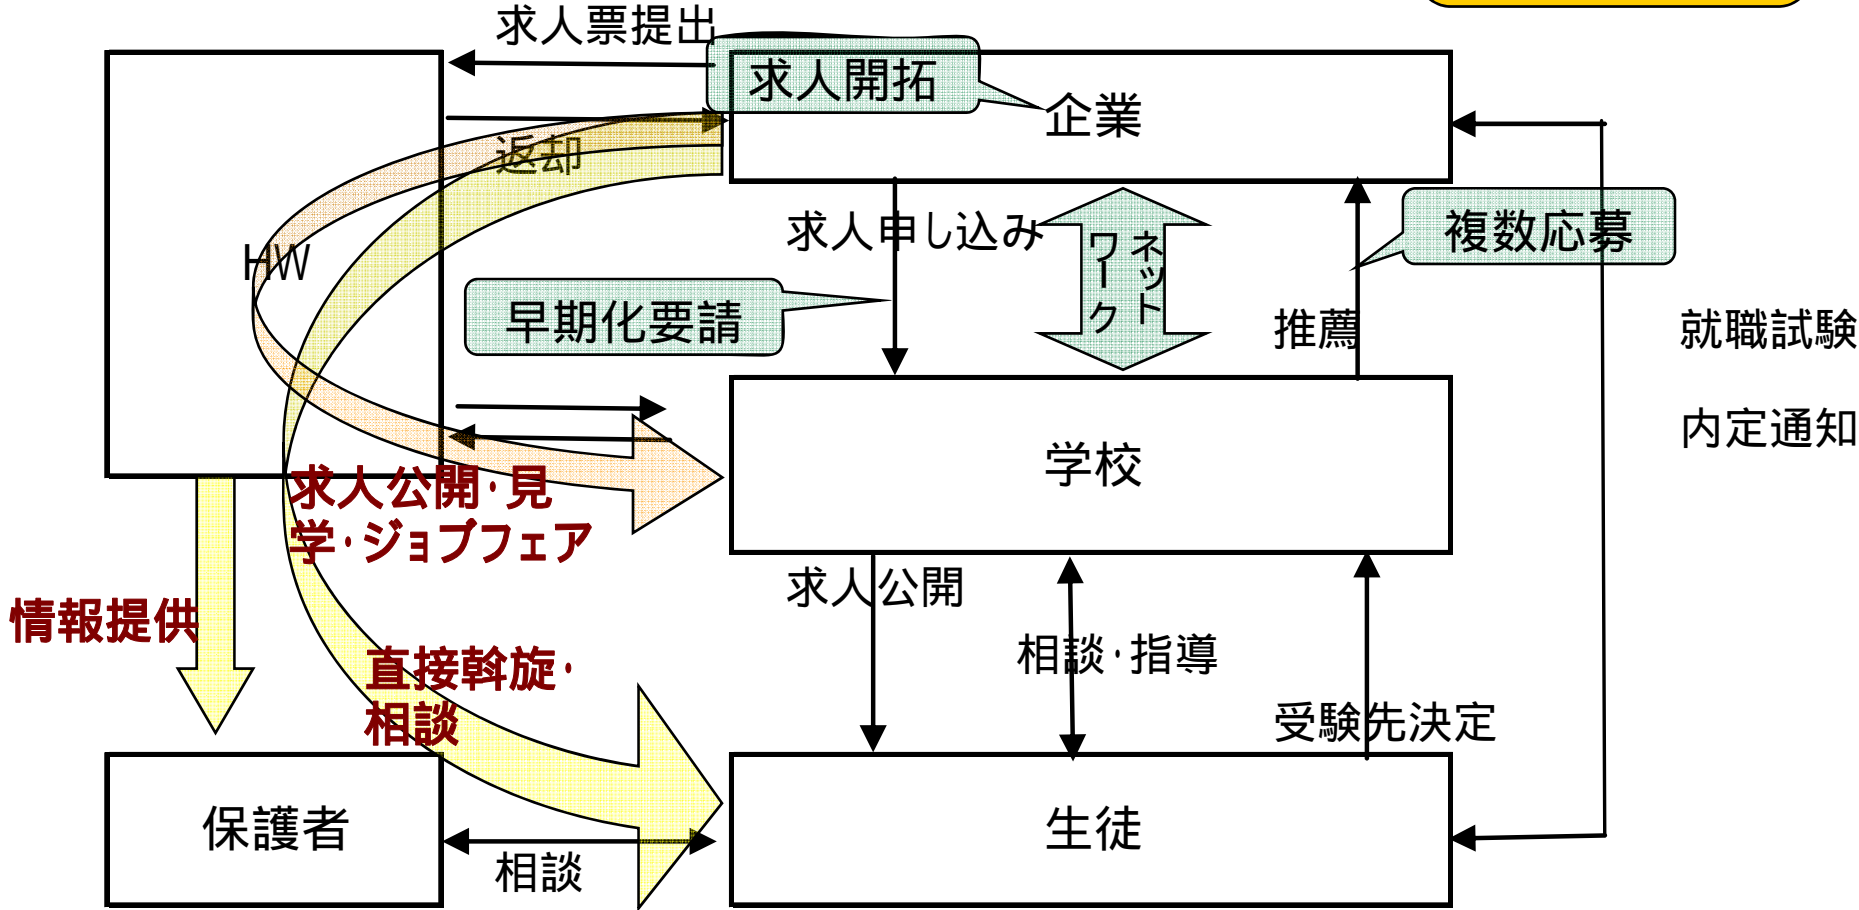 求人票提出
求人開拓
企業
返却
求人申し込み
ネット
ワーク
複数応募
HW
早期化要請
推薦
就職試験
内定通知
学校
求人公開・見
学・ジョブフェア
求人公開
情報提供
相談・指導
直接斡旋・
相談
受験先決定
保護者
相談
生徒